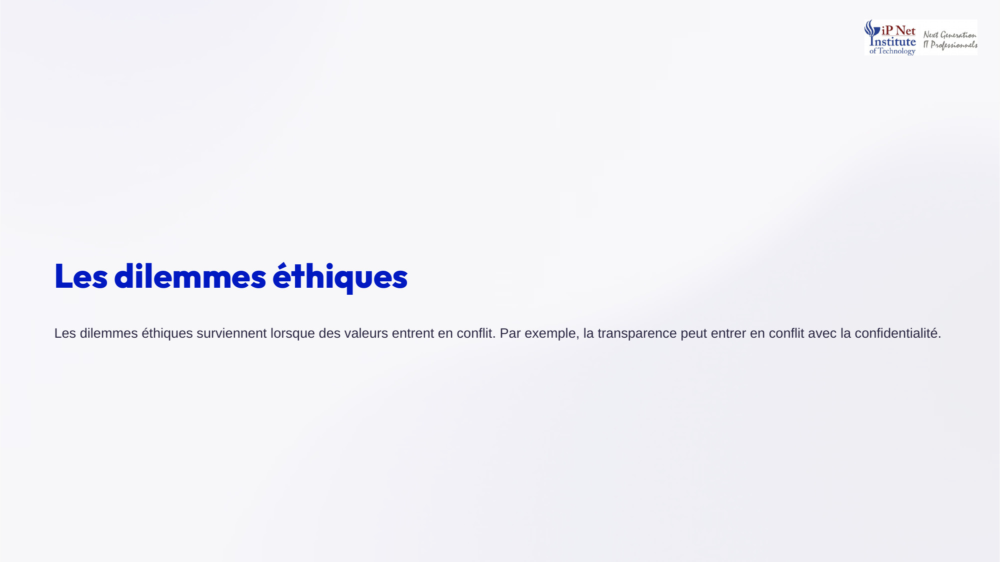 iP Net
Institute
of Technology
Next Generation
IT Professionnels
Les dilemmes éthiques
Les dilemmes éthiques surviennent lorsque des valeurs entrent en conflit. Par exemple, la transparence peut entrer en conflit avec la confidentialité.